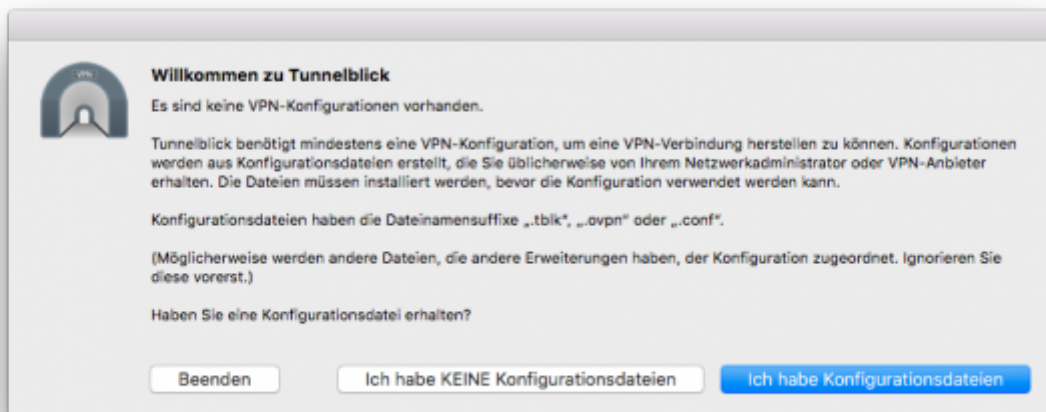 VPN
Willkommen zu Tunnelblick
Es sind keine VPN-Konfigurationen vorhanden.
Tunnelblick benötigt mindestens eine VPN-Konfiguration, um eine VPN-Verbindung herstellen zu können. Konfigurationen
werden aus Konfigurationsdateien erstellt, die Sie üblicherweise von Ihrem Netzwerkadministrator oder VPN-Anbieter
erhalten. Die Dateien müssen installiert werden, bevor die Konfiguration verwendet werden kann.
Konfigurationsdateien haben die Dateinamensuffixe „.tblk“, „.ovpn“ oder „.conf“.
(Möglicherweise werden andere Dateien, die andere Erweiterungen haben, der Konfiguration zugeordnet. Ignorieren Sie
diese vorerst.)
Haben Sie eine Konfigurationsdatei erhalten?
Beenden
Ich habe KEINE Konfigurationsdateien
Ich habe Konfigurationsdateien